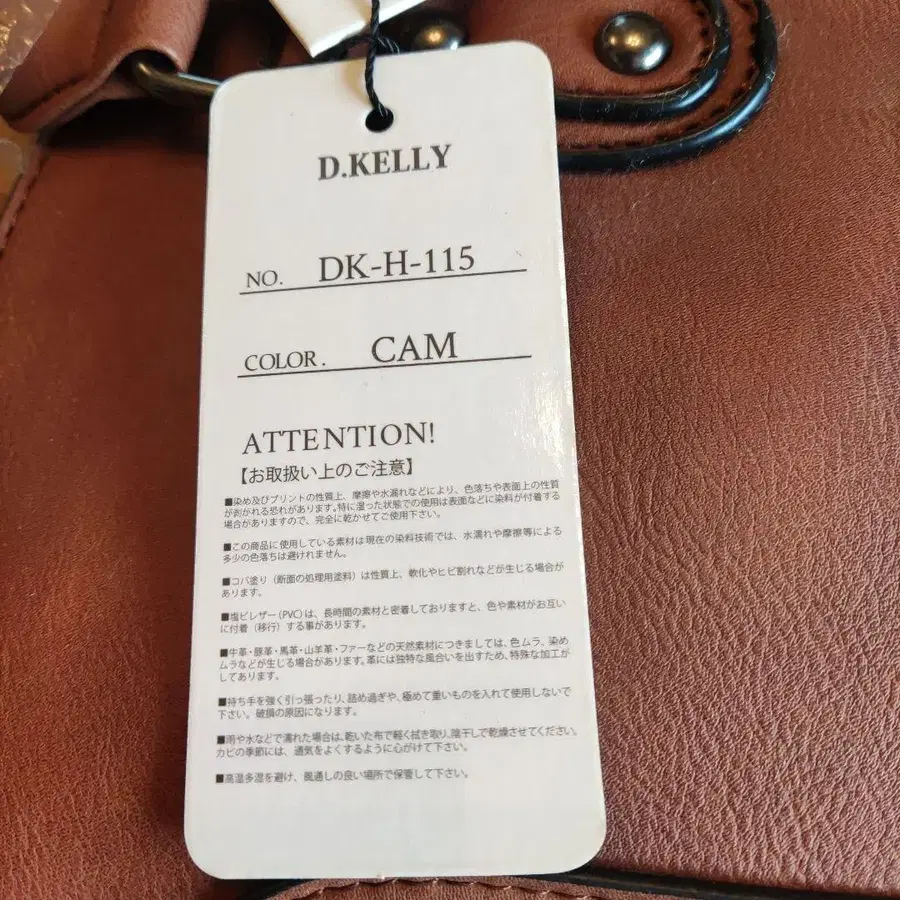 D.KELLY
NO. DK-H-115
COLOR. CAM
ATTENTION!
【お取扱い上のご注意】
■染め及びプリントの性質上、摩擦や水濡れなどにより、色落ちや表面上の性質
が剥がれる恐れがあります。特に湿った状態での使用は表面などに染料が付着する
場合がありますので、完全に乾かせてご使用下さい。
■この商品に使用している素材は現在の染料技術では、水濡れや摩擦等による
多少の色落ちは避けれません。
■コバ塗り（断面の処理用塗料）は性質上、軟化やヒビ割れなどが生じる場合が
あります。
■塩ビレザー（PVC）は、長時間の素材と密着しておりますと、色や素材がお互い
に付着（移行）する事があります。
■牛革・豚革・馬革・山羊革・ファーなどの天然素材につきましては、色ムラ、染め
ムラなどが生じる場合があります。革には独特な風合いを出すため、特殊な加工が
してあります。
■持ち手を強く引っ張ったり、詰め過ぎや、極めて重いものを入れて使用しないで
下さい。破損の原因になります。
■雨や水などで濡れた場合は、乾いた布で軽く拭き取り、陰干しで乾燥させてください。
カビの季節には、通気をよくするように心がけて下さい。
■高温多湿を避け、風通しの良い場所で保管して下さい。